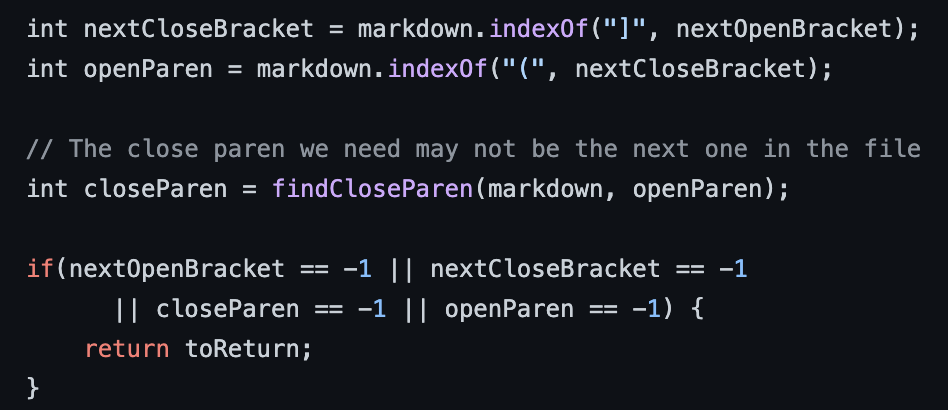 int nextCloseBracket = markdown.indexOf("]", nextOpenBracket);
int openParen = markdown.indexOf("(", nextCloseBracket);
// The close paren we need may not be the next one in the file
int closeParen = findCloseParen(markdown, openParen);
if(nextOpenBracket == -1 || nextCloseBracket == -1
|| closeParen == -1 || openParen == -1) {
return toReturn;
}